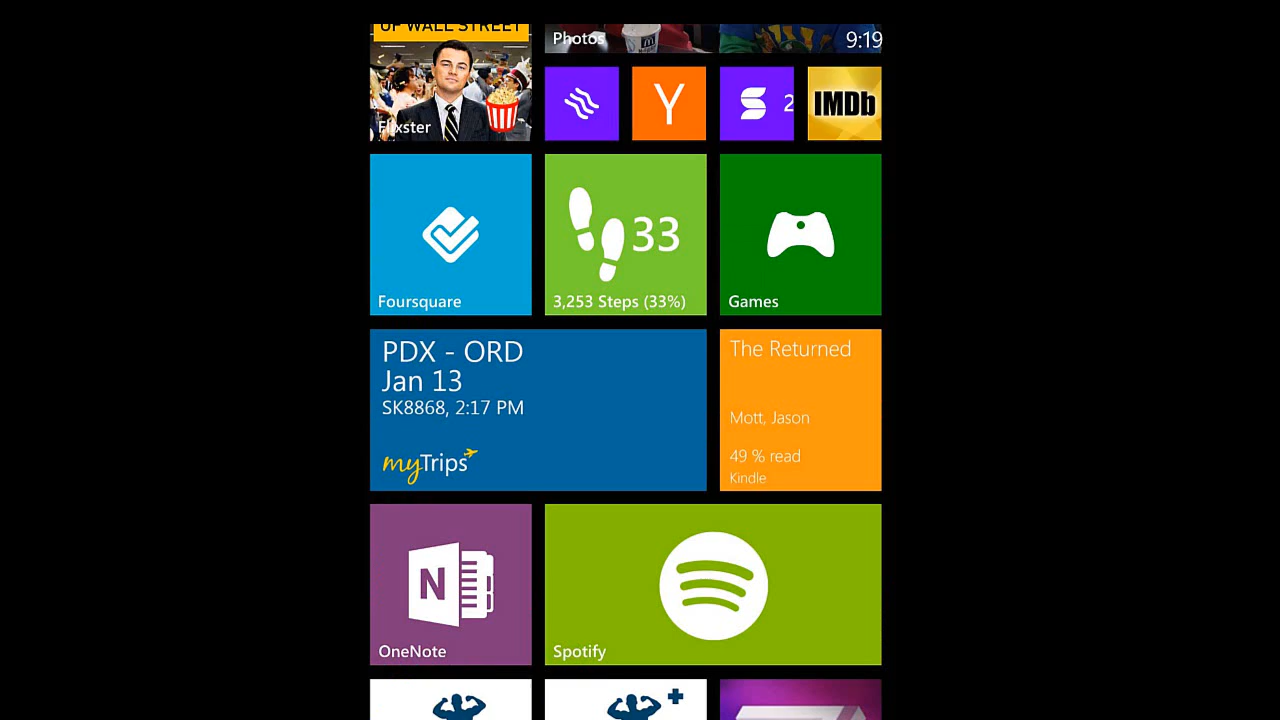 OF WALL STREET
Flixster
Photos
9:19
Y
S 2
IMDb
Foursquare
33
3,253 Steps (33%)
Games
PDX - ORD
Jan 13
SK8868, 2:17 PM
myTrips
The Returned
Mott, Jason
49 % read
Kindle
N
OneNote
Spotify